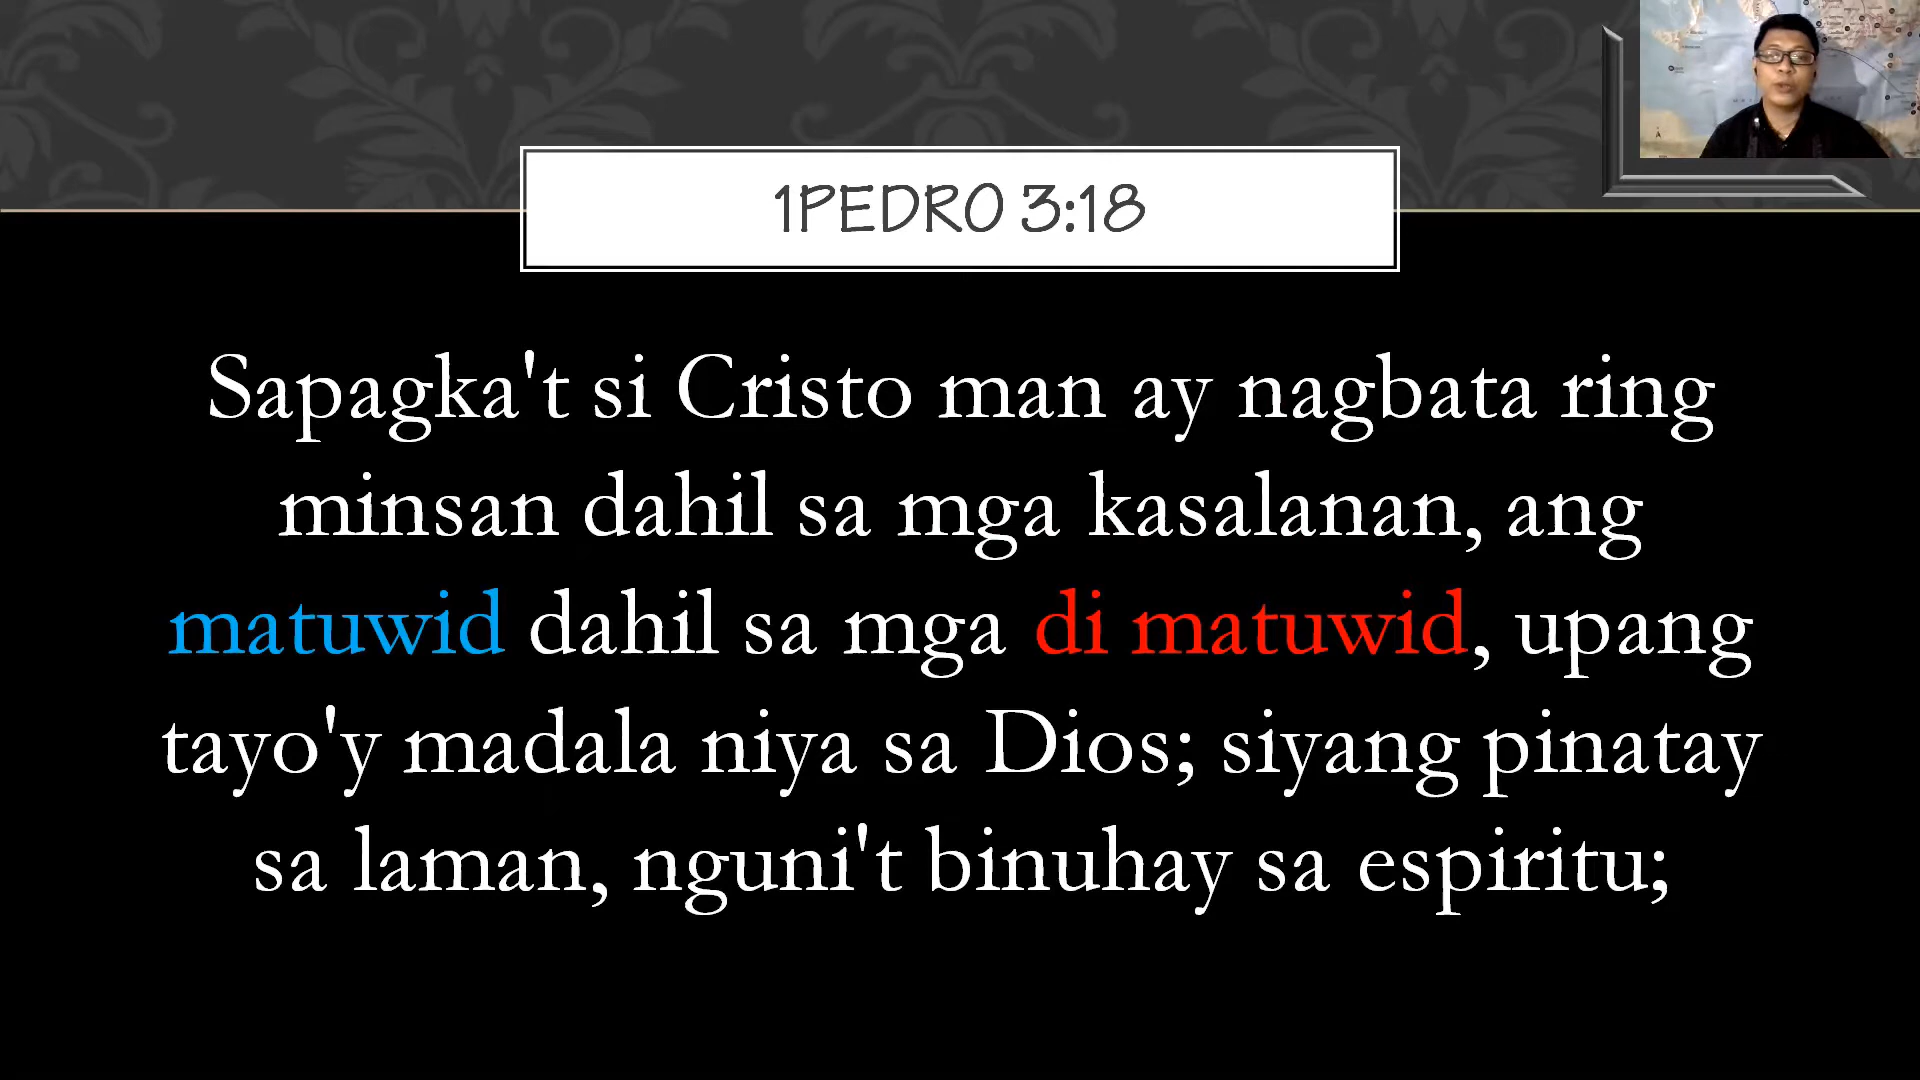 1PEDRO 3:18
Sapagka't si Cristo man ay nagbata ring
minsan dahil sa mga kasalanan, ang
matuwid dahil sa mga di matuwid, upang
tayo'y madala niya sa Dios; siyang pinatay
sa laman, nguni't binuhay sa espiritu;